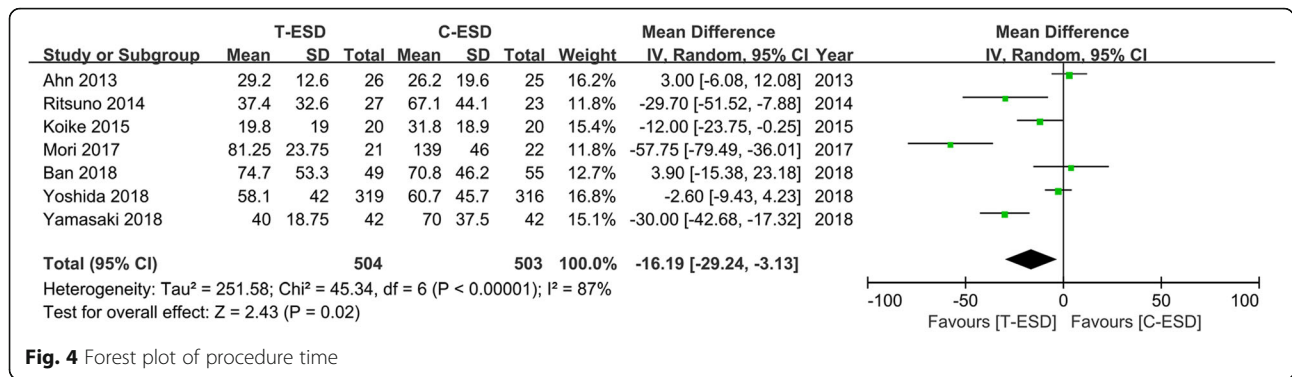 T-ESD C-ESD Mean Difference Mean Difference
Study or Subgroup Mean SD Total Mean SD Total Weight IV, Random, 95% CI Year IV, Random, 95% CI
Ahn 2013 29.2 12.6 26 26.2 19.6 25 16.2% 3.00 [-6.08, 12.08] 2013
Ritsuno 2014 37.4 32.6 27 67.1 44.1 23 11.8% -29.70 [-51.52, -7.88] 2014
Koike 2015 19.8 19 20 31.8 18.9 20 15.4% -12.00 [-23.75, -0.25] 2015
Mori 2017 81.25 23.75 21 139 46 22 11.8% -57.75 [-79.49, -36.01] 2017
Ban 2018 74.7 53.3 49 70.8 46.2 55 12.7% 3.90 [-15.38, 23.18] 2018
Yoshida 2018 58.1 42 319 60.7 45.7 316 16.8% -2.60 [-9.43, 4.23] 2018
Yamasaki 2018 40 18.75 42 70 37.5 42 15.1% -30.00 [-42.68, -17.32] 2018
Total (95% CI) 504 503 100.0% -16.19 [-29.24, -3.13]
Heterogeneity: Tau² = 251.58; Chi² = 45.34, df = 6 (P < 0.00001); I² = 87%
Test for overall effect: Z = 2.43 (P = 0.02)
-100 -50 0 50 100
Favours [T-ESD] Favours [C-ESD]
Fig. 4 Forest plot of procedure time